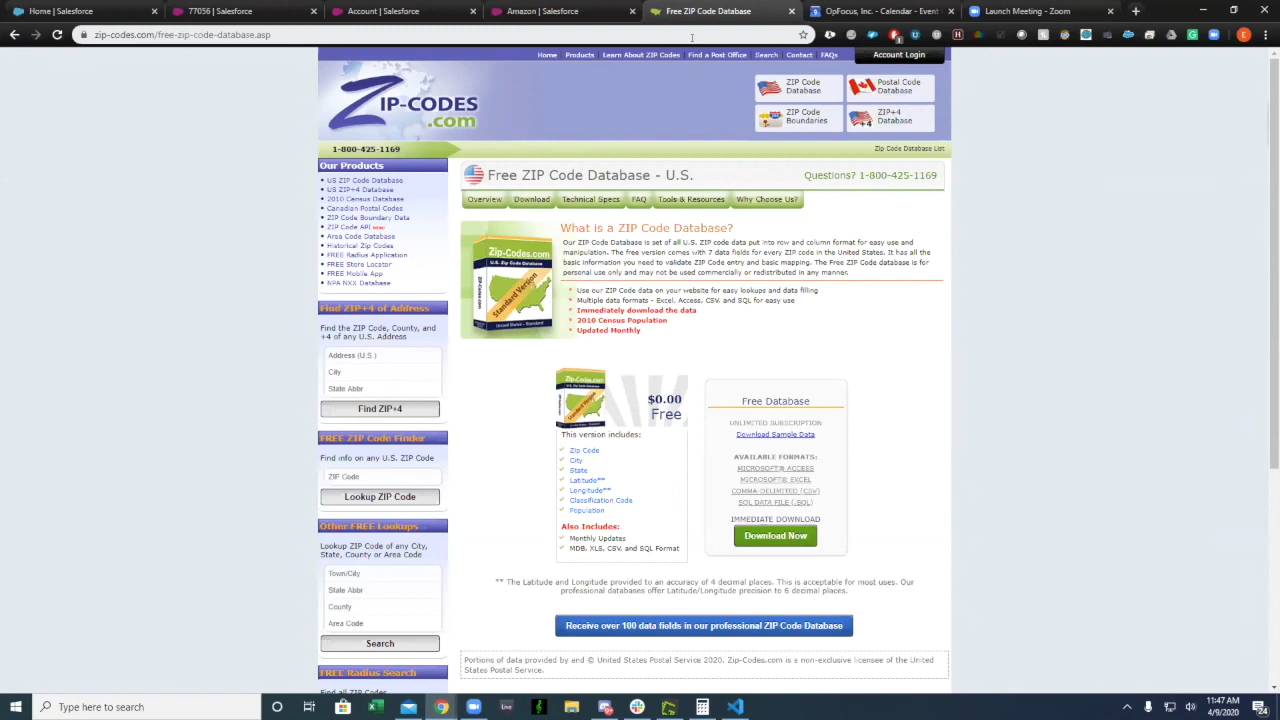 Home | Salesforce
77056 | Salesforce
Amazon | Salesforce
Free ZIP Code Database | Zip
OpFocus, Inc. - Calendar - Event
Launch Meeting - Zoom
zip-codes.com/free-zip-code-database.asp
Home | Products | Learn About ZIP Codes | Find a Post Office | Search | Contact | FAQs
Account Login
ZIP-CODES
.com
ZIP Code
Database
Postal Code
Database
ZIP Code
Boundaries
ZIP+4
Database
1-800-425-1169
Zip Code Database List
Our Products
US ZIP Code Database
US ZIP+4 Database
2010 Census Database
Canadian Postal Codes
ZIP Code Boundary Data
ZIP Code API NEW!
Area Code Database
Historical Zip Codes
FREE Radius Application
FREE Store Locator
FREE Mobile App
NPA NXX Database
Find ZIP+4 of Address
Find the ZIP Code, County, and
+4 of any U.S. Address
Address (U.S.)
City
State Abbr
Find ZIP+4
FREE ZIP Code Finder
Find info on any U.S. ZIP Code
ZIP Code
Lookup ZIP Code
Other FREE Lookups
Lookup ZIP Code of any City,
State, County or Area Code
Town/City
State Abbr
County
Area Code
Search
FREE Radius Search
Find all ZIP Codes
Free ZIP Code Database - U.S.
Questions? 1-800-425-1169
Overview
Download
Technical Specs
FAQ
Tools & Resources
Why Choose Us?
Zip-Codes.com
U.S. Zip Code Database
Standard Version
United States - Standard
What is a ZIP Code Database?
Our ZIP Code Database is set of all U.S. ZIP code data put into row and column format for easy use and
manipulation. The free version comes with 7 data fields for every ZIP code in the United States. It has all the
basic information you need to validate ZIP Code entry and basic mapping. The Free ZIP Code database is for
personal use only and may not be used commercially or redistributed in any manner.
Use our ZIP Code data on your website for easy lookups and data filling
Multiple data formats - Excel, Access, CSV, and SQL for easy use
Immediately download the data
2010 Census Population
Updated Monthly
$0.00
Free
This version includes:
Zip Code
City
State
Latitude**
Longitude**
Classification Code
Population
Also Includes:
Monthly Updates
MDB, XLS, CSV, and SQL Format
Free Database
UNLIMITED SUBSCRIPTION
Download Sample Data
AVAILABLE FORMATS:
MICROSOFT® ACCEES
MICROSOFT® EXCEL
COMMA-DELIMITED (CSV)
SQL DATA FILE (.SQL)
IMMEDIATE DOWNLOAD
Download Now
** The Latitude and Longitude provided to an accuracy of 4 decimal places. This is acceptable for most uses. Our
professional databases offer Latitude/Longitude precision to 6 decimal places.
Receive over 100 data fields in our professional ZIP Code Database
Portions of data provided by and © United States Postal Service 2020. Zip-Codes.com is a non-exclusive licensee of the United
States Postal Service.
Type here to search
11:47 AM
4/9/2020